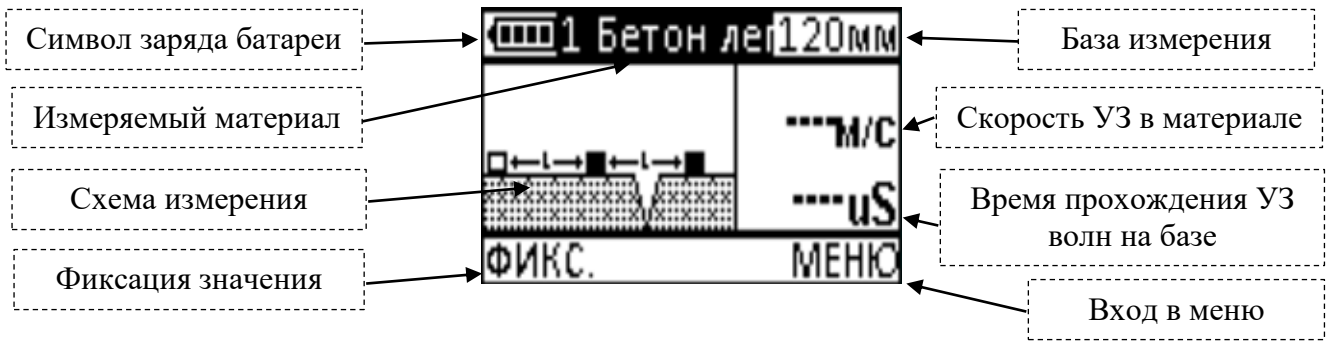 Символ заряда батареи
Измеряемый материал
Схема измерения
Фиксация значения
1 Бетон лег
120мм
----м/с
L
L
----uS
ФИКС.
МЕНЮ
База измерения
Скорость УЗ в материале
Время прохождения УЗ
волн на базе
Вход в меню